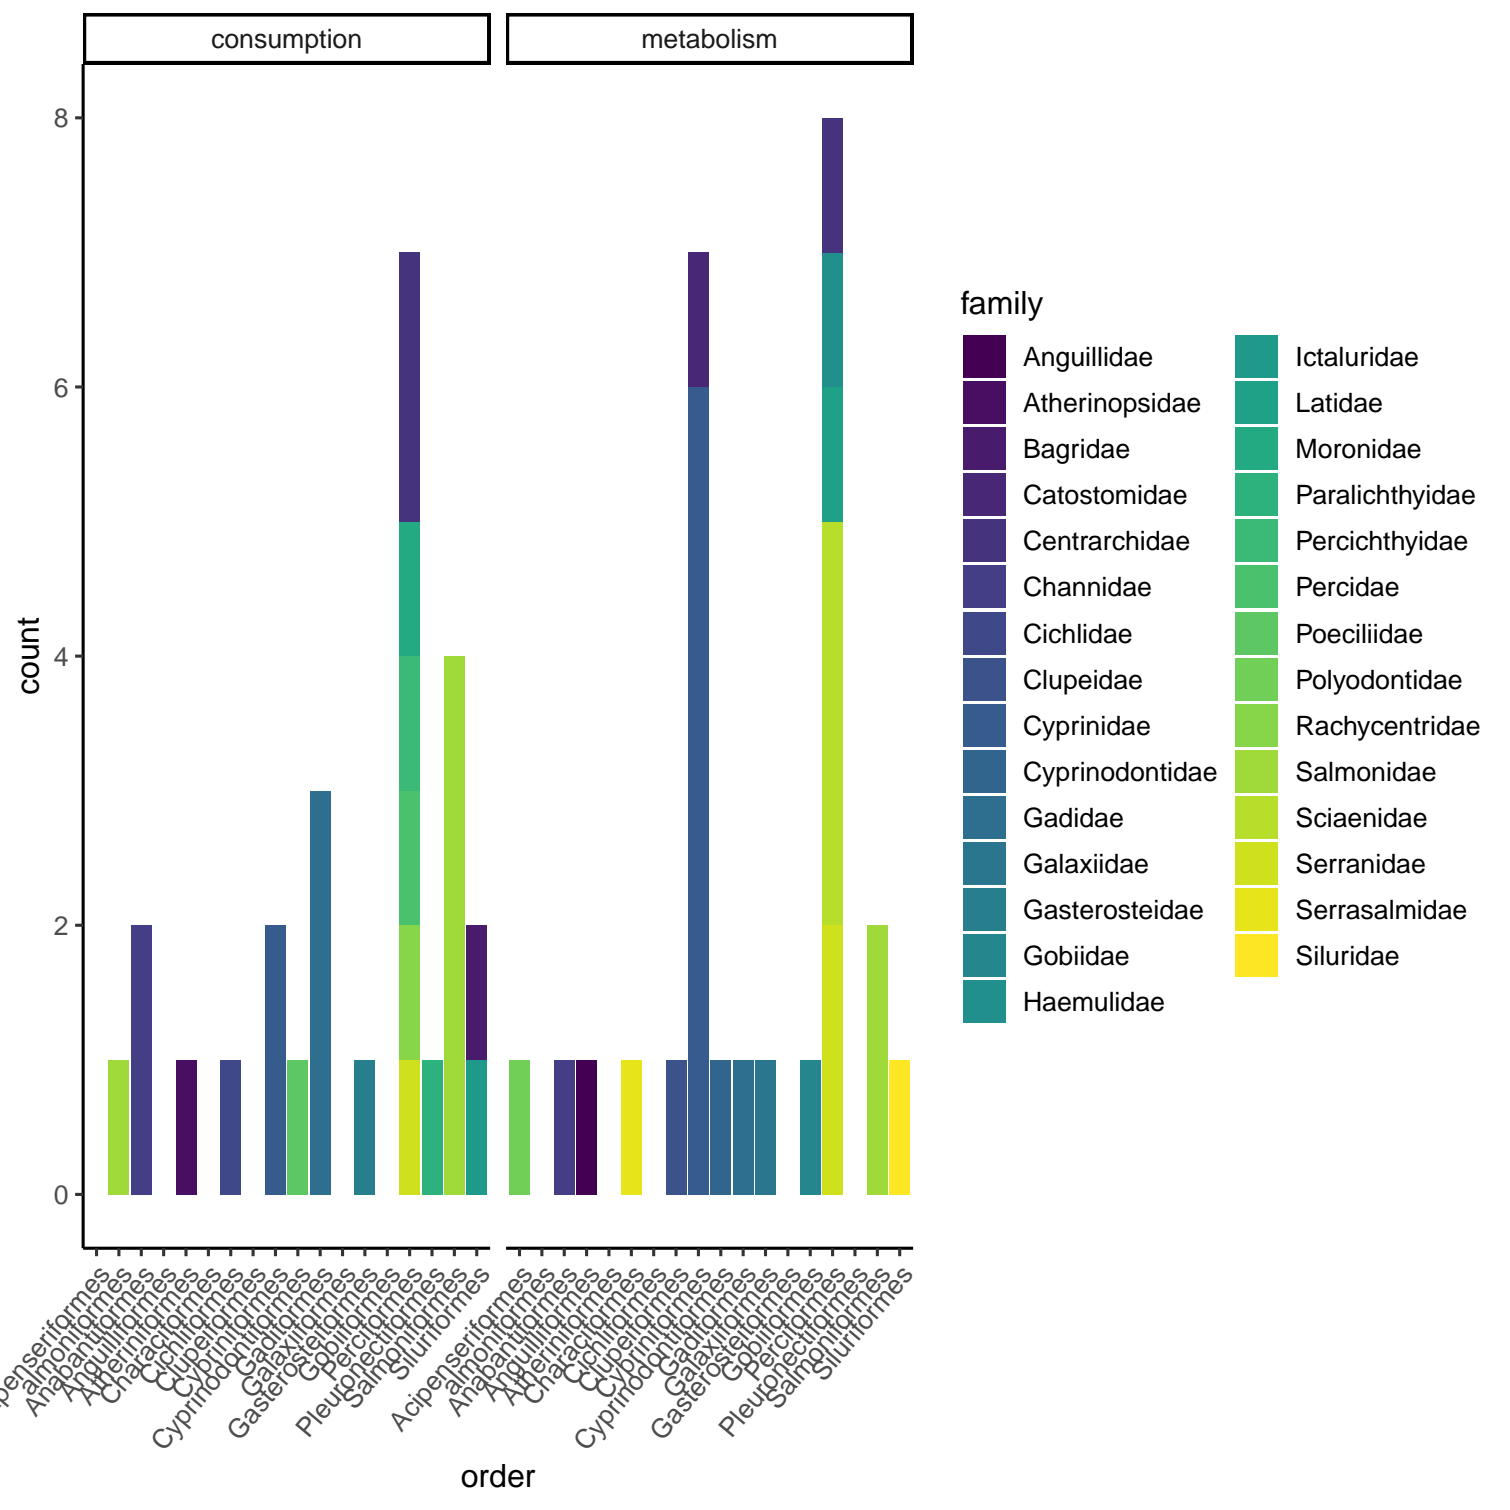 consumption
metabolism
8
6
4
2
0
count
penseriformes
almoniformes
Anabantiformes
Anguilliformes
Atheriniformes
Characiformes
Cichliformes
Clupeiformes
Cypriniformes
Cyprinodontiformes
Gadiformes
Galaxiiformes
Gasterosteiformes
Gobiiformes
Perciformes
Pleuronectiformes
Salmoniformes
Siluriformes
Acipenseriformes
almoniformes
Anabantiformes
Anguilliformes
Atheriniformes
Characiformes
Cichliformes
Clupeiformes
Cypriniformes
Cyprinodontiformes
Gadiformes
Galaxiiformes
Gasterosteiformes
Gobiiformes
Perciformes
Pleuronectiformes
Salmoniformes
Siluriformes
order
family
Anguillidae
Atherinopsidae
Bagridae
Catostomidae
Centrarchidae
Channidae
Cichlidae
Clupeidae
Cyprinidae
Cyprinodontidae
Gadidae
Galaxiidae
Gasterosteidae
Gobiidae
Haemulidae
Ictaluridae
Latidae
Moronidae
Paralichthyidae
Percichthyidae
Percidae
Poeciliidae
Polyodontidae
Rachycentridae
Salmonidae
Sciaenidae
Serranidae
Serrasalmidae
Siluridae